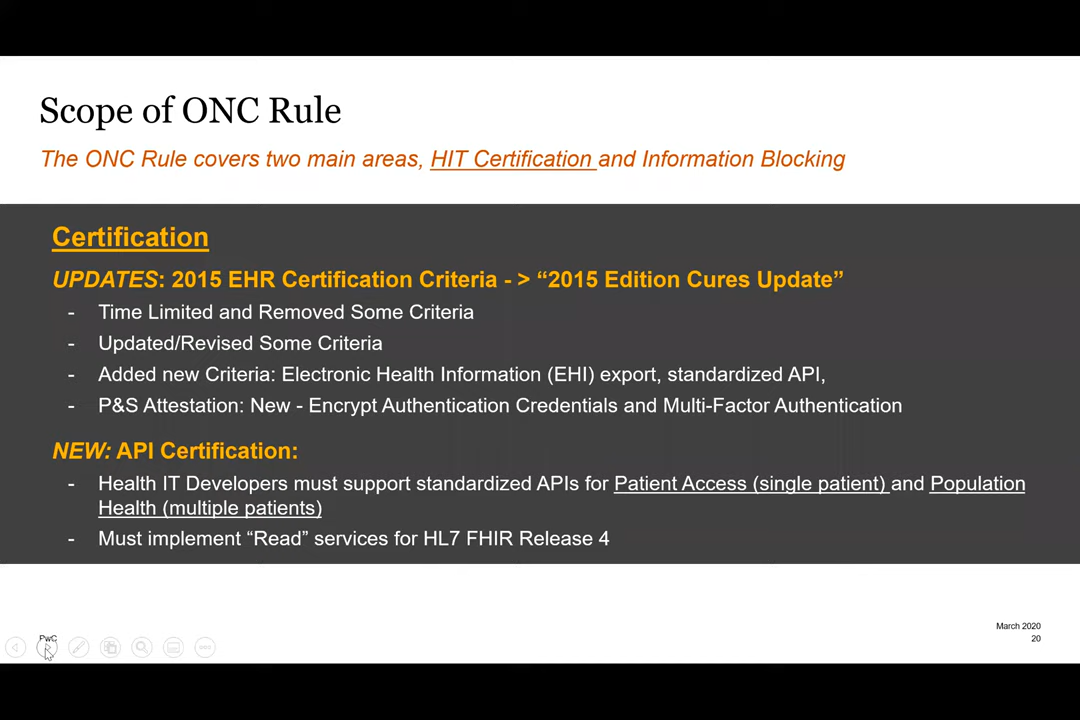 Scope of ONC Rule
The ONC Rule covers two main areas, HIT Certification and Information Blocking
Certification
UPDATES: 2015 EHR Certification Criteria - > “2015 Edition Cures Update”
- Time Limited and Removed Some Criteria
- Updated/Revised Some Criteria
- Added new Criteria: Electronic Health Information (EHI) export, standardized API,
- P&S Attestation: New - Encrypt Authentication Credentials and Multi-Factor Authentication
NEW: API Certification:
- Health IT Developers must support standardized APIs for Patient Access (single patient) and Population
Health (multiple patients)
- Must implement “Read” services for HL7 FHIR Release 4
PwC
March 2020
20